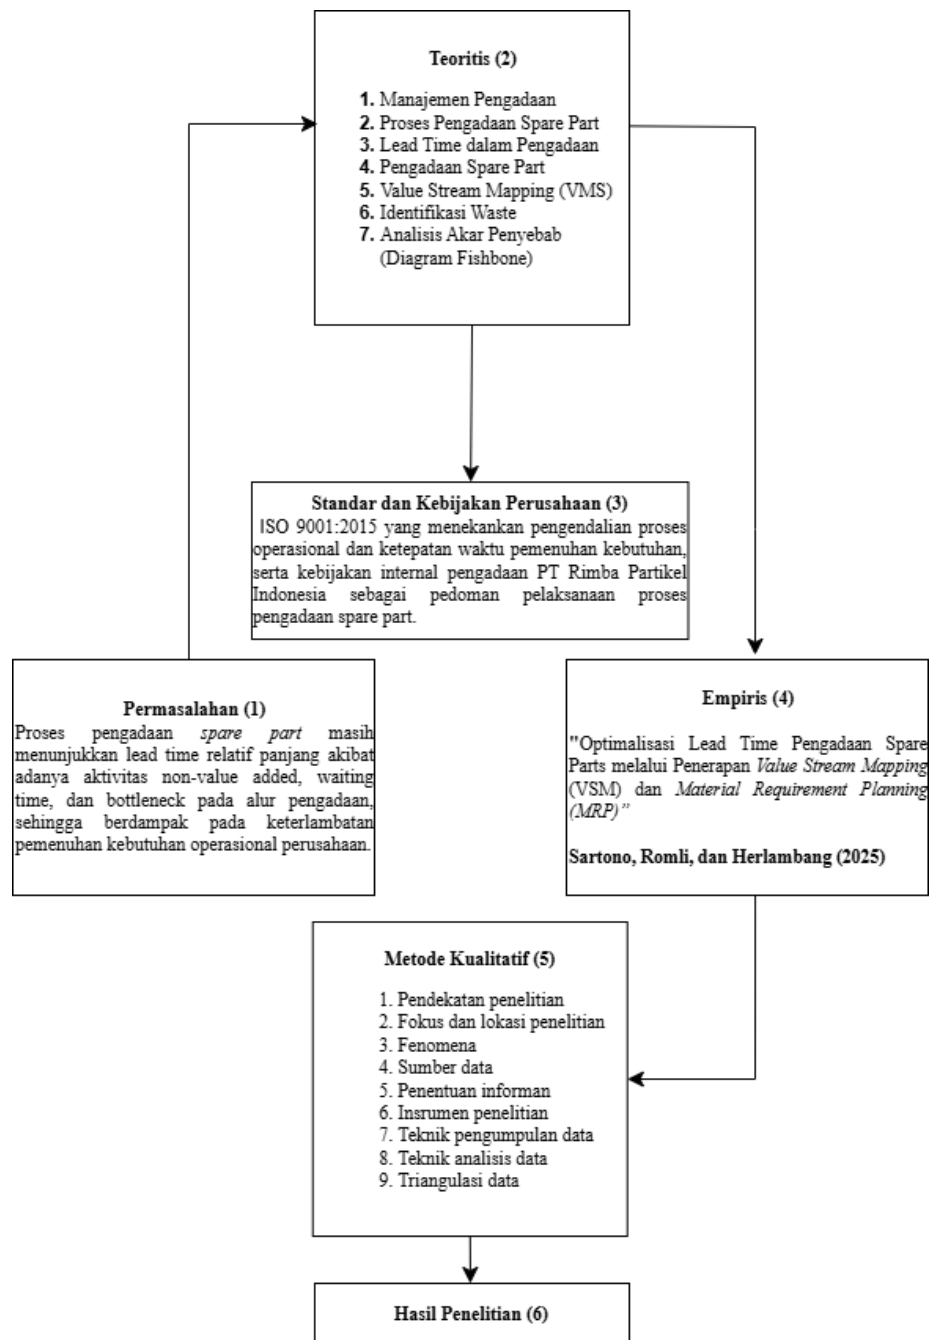 Teoritis (2)
1. Manajemen Pengadaan
2. Proses Pengadaan Spare Part
3. Lead Time dalam Pengadaan
4. Pengadaan Spare Part
5. Value Stream Mapping (VMS)
6. Identifikasi Waste
7. Analisis Akar Penyebab
(Diagram Fishbone)
Standar dan Kebijakan Perusahaan (3)
ISO 9001:2015 yang menekankan pengendalian proses
operasional dan ketepatan waktu pemenuhan kebutuhan,
serta kebijakan internal pengadaan PT Rimba Partikel
Indonesia sebagai pedoman pelaksanaan proses
pengadaan spare part.
Permasalahan (1)
Proses pengadaan spare part masih
menunjukkan lead time relatif panjang akibat
adanya aktivitas non-value added, waiting
time, dan bottleneck pada alur pengadaan,
sehingga berdampak pada keterlambatan
pemenuhan kebutuhan operasional perusahaan.
Empiris (4)
"Optimalisasi Lead Time Pengadaan Spare
Parts melalui Penerapan Value Stream Mapping
(VSM) dan Material Requirement Planning
(MRP)"
Sartono, Romli, dan Herlambang (2025)
Metode Kualitatif (5)
1. Pendekatan penelitian
2. Fokus dan lokasi penelitian
3. Fenomena
4. Sumber data
5. Penentuan informan
6. Insrumen penelitian
7. Teknik pengumpulan data
8. Teknik analisis data
9. Triangulasi data
Hasil Penelitian (6)